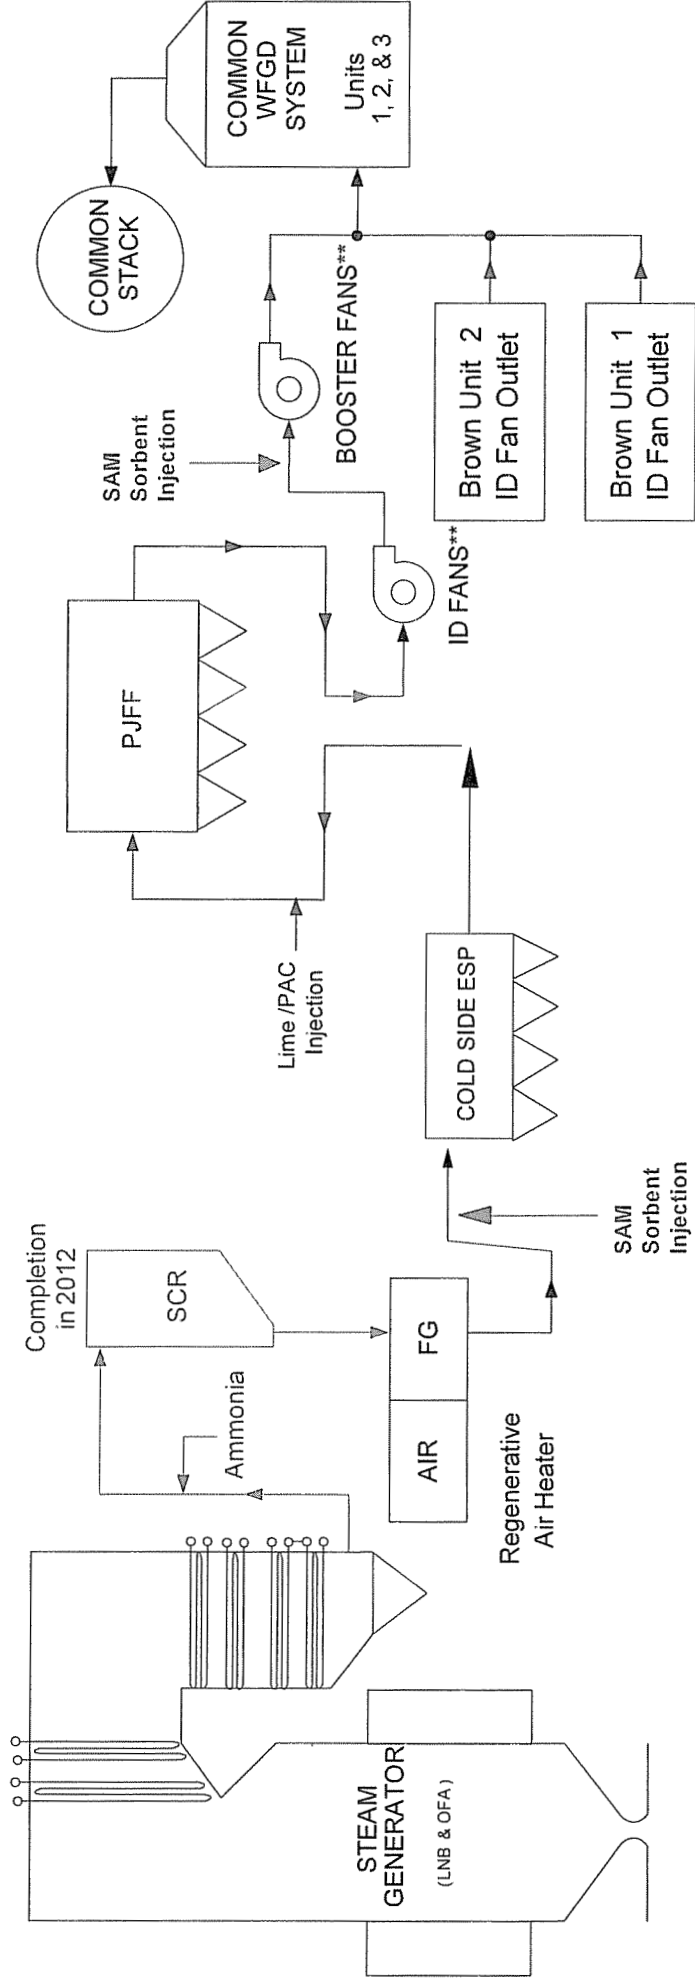 STEAM
GENERATOR
(LNB & OFA)
Ammonia
Completion
in 2012
SCR
AIR
FG
Regenerative
Air Heater
SAM
Sorbent
Injection
COLD SIDE ESP
Lime /PAC
Injection
PJFF
ID FANS**
SAM
Sorbent
Injection
BOOSTER FANS**
Brown Unit 2
ID Fan Outlet
Brown Unit 1
ID Fan Outlet
COMMON
STACK
COMMON
WFGD
SYSTEM
Units
1, 2, & 3